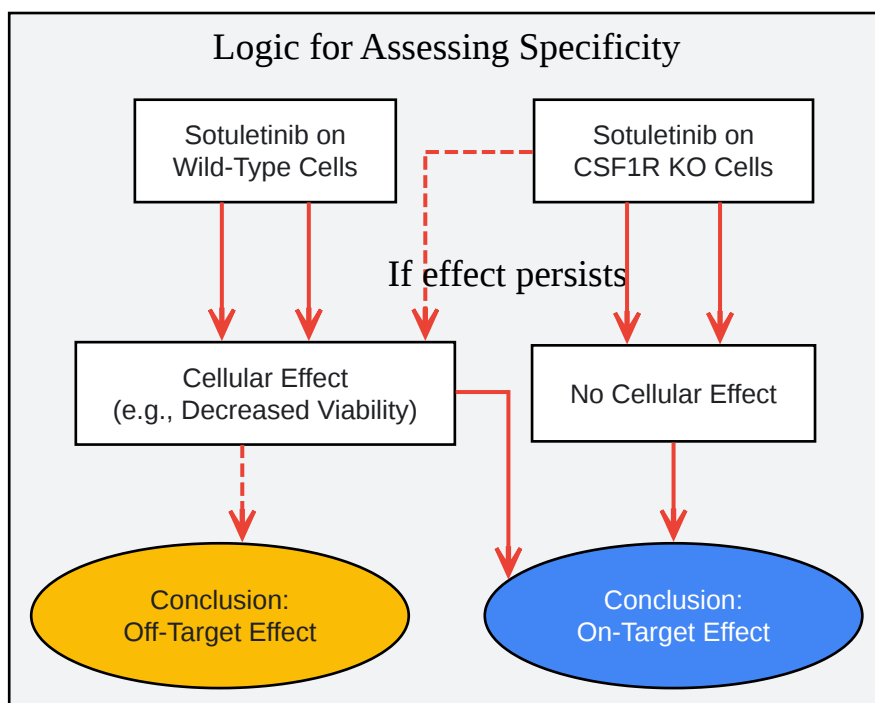 Logic for Assessing Specificity
Sotuletinib on
Wild-Type Cells
Sotuletinib on
CSF1R KO Cells
If effect persists
Cellular Effect
(e.g., Decreased Viability)
No Cellular Effect
Conclusion:
Off-Target Effect
Conclusion:
On-Target Effect